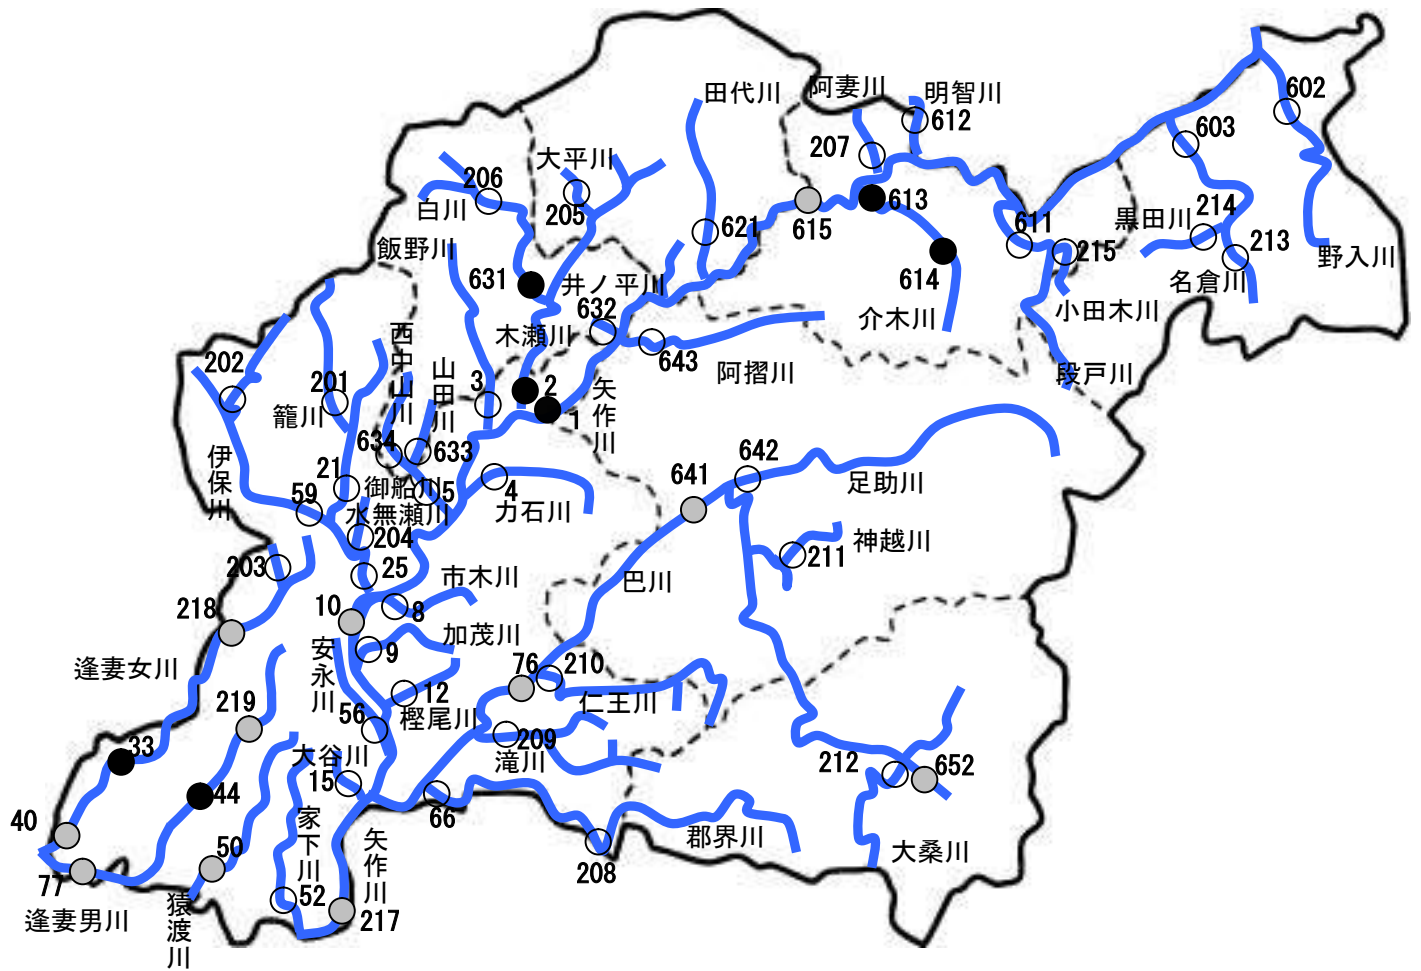 田代川
阿妻川
明智川
612
602
603
207
大平川
206
205
白川
613
615
621
611
215
黒田川
214
213
野入川
名倉川
飯野川
631
井ノ平川
614
小田木川
介木川
632
木瀬川
643
阿摺川
段戸川
西中山川
山田川
202
201
籠川
3
2
1
矢作川
634
633
伊保川
21
59
御船川
5
水無瀬川
204
4
力石川
641
642
足助川
211
神越川
203
25
市木川
8
巴川
218
10
加茂川
9
安永川
逢妻女川
76
210
仁王川
12
樫尾川
219
56
209
滝川
33
大谷川
15
44
66
212
652
40
家下川
矢作川
郡界川
208
大桑川
50
77
52
217
逢妻男川
猿渡川